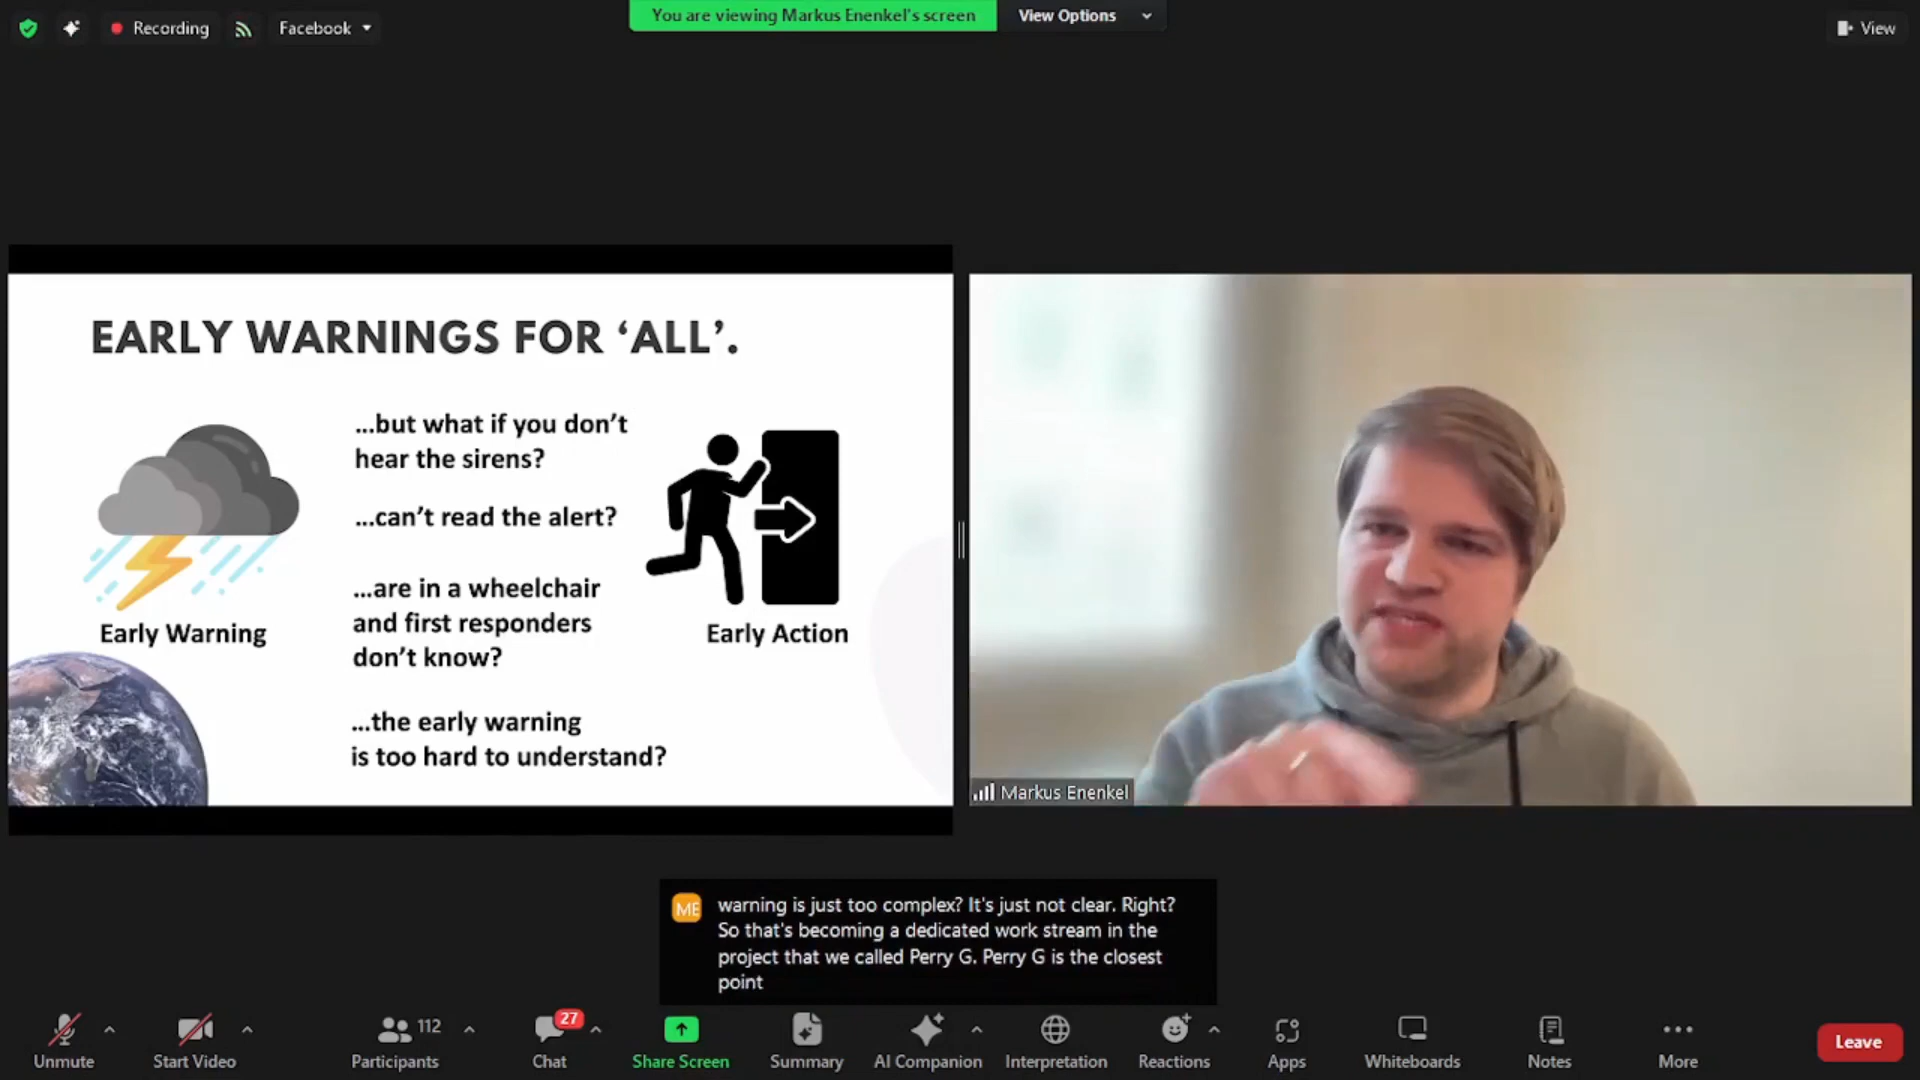 Recording
Facebook
You are viewing Markus Enenkel's screen
View Options
View
EARLY WARNINGS FOR ‘ALL’.
...but what if you don’t
hear the sirens?
...can’t read the alert?
...are in a wheelchair
and first responders
don’t know?
...the early warning
is too hard to understand?
Early Warning
Early Action
Markus Enenkel
ME
warning is just too complex? It's just not clear. Right?
So that's becoming a dedicated work stream in the
project that we called Perry G. Perry G is the closest
point
Unmute
Start Video
112
Participants
27
Chat
Share Screen
Summary
AI Companion
Interpretation
Reactions
Apps
Whiteboards
Notes
More
Leave